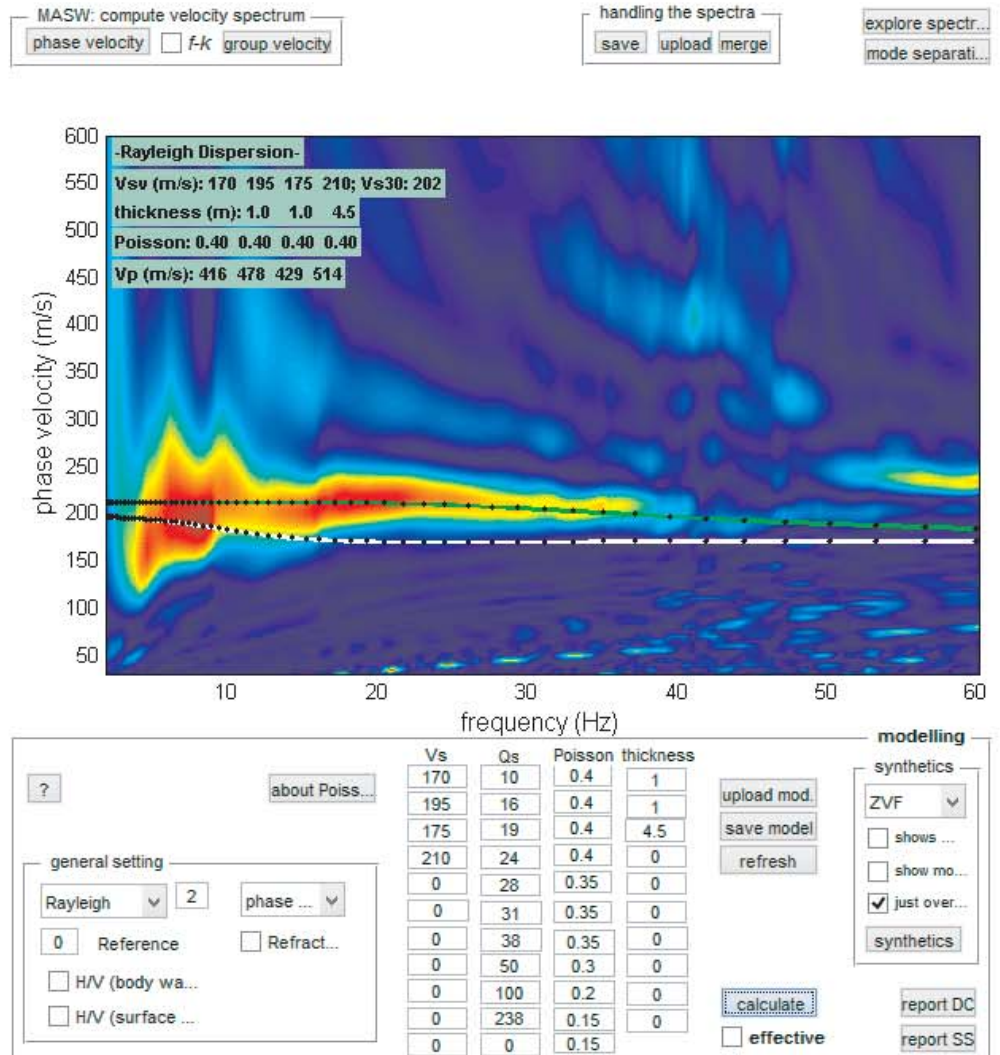 MASW: compute velocity spectrum
phase velocity f-k group velocity
handling the spectra
save upload merge
explore spectr...
mode separati...
600
550
500
450
400
350
300
250
200
150
100
50
phase velocity (m/s)
-Rayleigh Dispersion-
Vsv (m/s): 170 195 175 210; Vs30: 202
thickness (m): 1.0 1.0 4.5
Poisson: 0.40 0.40 0.40 0.40
Vp (m/s): 416 478 429 514
10 20 30 40 50 60
frequency (Hz)
modelling
?
about Poiss...
general setting
Rayleigh 2 phase ...
0 Reference Refract...
H/V (body wa...
H/V (surface ...
Vs Qs Poisson thickness
170 10 0.4 1
195 16 0.4 1
175 19 0.4 4.5
210 24 0.4 0
0 28 0.35 0
0 31 0.35 0
0 38 0.35 0
0 50 0.3 0
0 100 0.2 0
0 238 0.15 0
0 0 0.15
upload mod.
save model
refresh
calculate
effective
synthetics
ZVF
shows ...
show mo...
just over...
synthetics
report DC
report SS